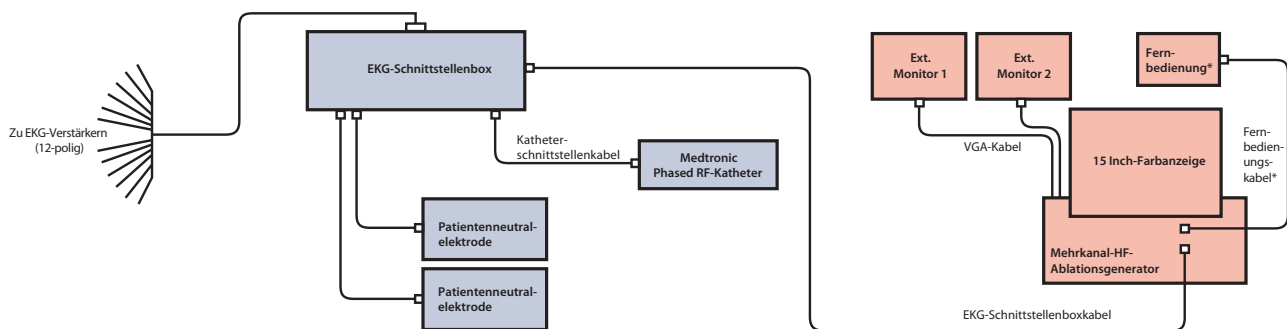 Zu EKG-Verstärkern
(12-polig)
EKG-Schnittstellenbox
Katheter-
schnittstellenkabel
Medtronic
Phased RF-Katheter
Patientenneutral-
elektrode
Patientenneutral-
elektrode
Ext.
Monitor 1
Ext.
Monitor 2
Fern-
bedienung*
VGA-Kabel
15 Inch-Farbanzeige
Fern-
bedien-
ungs-
kabel*
Mehrkanal-HF-
Ablationsgenerator
EKG-Schnittstellenboxkabel